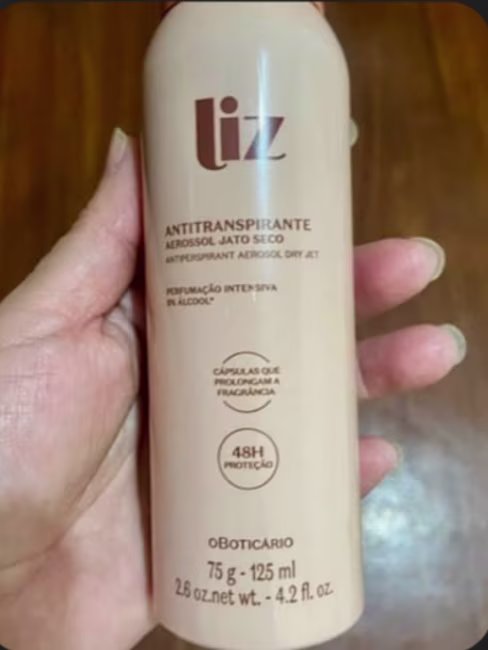 liz
ANTITRANSPIRANTE
AEROSSOL JATO SECO
ANTIPERSPIRANT AEROSOL DRY JET
PERFUMAÇÃO INTENSIVA
0% ÁLCOOL*
CÁPSULAS QUE
PROLONGAM A
FRAGRÂNCIA
48H
PROTEÇÃO
oBOTICÁRIO
75 g - 125 ml
2.6 oz.net wt. - 4.2 fl. oz.